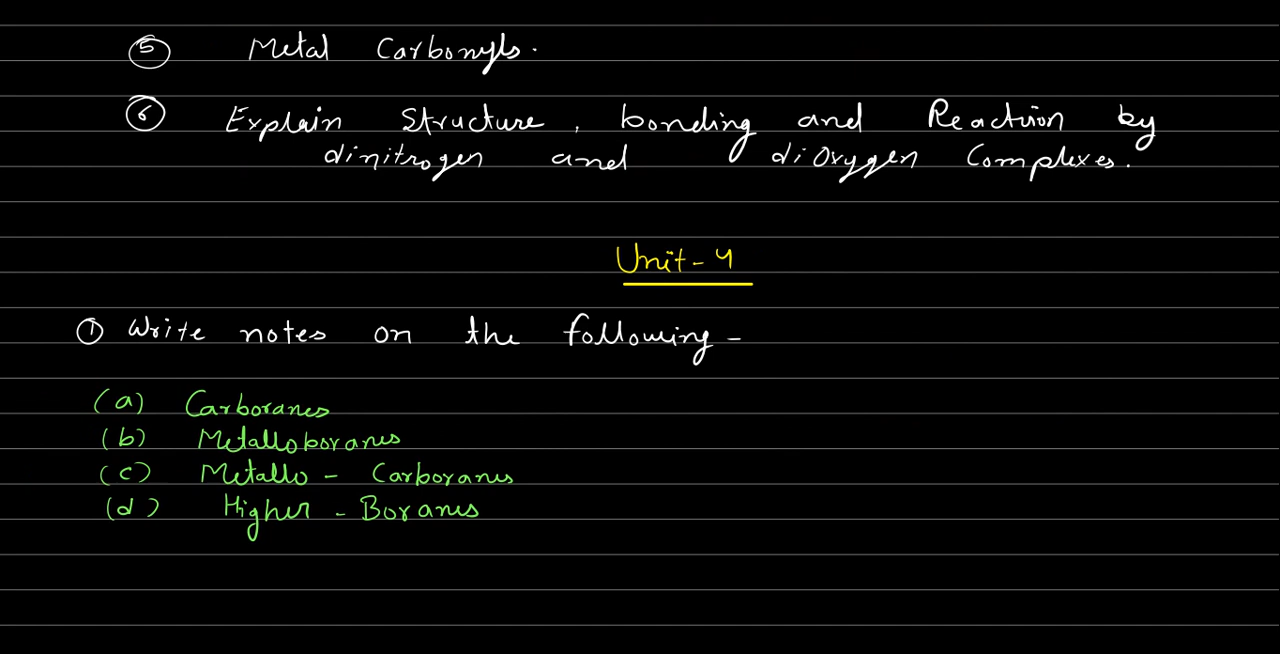 5 Metal Carbonyls.
6 Explain Structure, bonding and Reaction by
dinitrogen and dioxygen Complexes.
Unit-4
1 Write notes on the following -
(a) Carboranes
(b) Metalloboranes
(c) Metallo - Carboranes
(d) Higher - Boranes